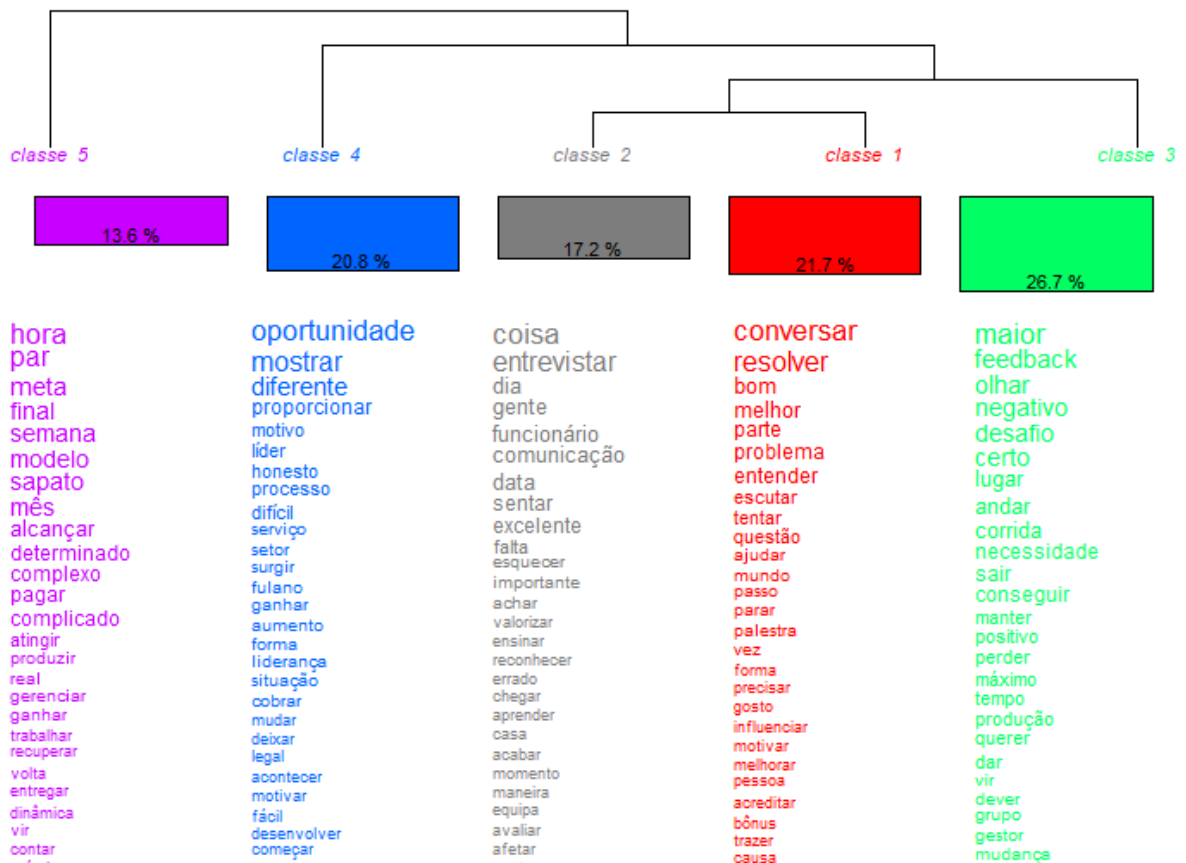 classe 5
classe 4
classe 2
classe 1
classe 3
13.6 %
20.8 %
17.2 %
21.7 %
26.7 %
hora
par
meta
final
semana
modelo
sapato
mês
alcançar
determinado
complexo
pagar
complicado
atingir
produzir
real
gerenciar
ganhar
trabalhar
recuperar
volta
entregar
dinâmica
vir
contar
oportunidade
mostrar
diferente
proporcionar
motivo
líder
honesto
processo
difícil
serviço
setor
surgir
fulano
ganhar
aumento
forma
liderança
situação
cobrar
mudar
deixar
legal
acontecer
motivar
fácil
desenvolver
começar
coisa
entrevistar
dia
gente
funcionário
comunicação
data
sentar
excelente
falta
esquecer
importante
achar
valorizar
ensinar
reconhecer
errado
chegar
aprender
casa
acabar
momento
maneira
equipa
avaliar
afetar
conversar
resolver
bom
melhor
parte
problema
entender
escutar
tentar
questão
ajudar
mundo
passo
parar
palestra
vez
forma
precisar
gosto
influenciar
motivar
melhorar
pessoa
acreditar
bônus
trazer
causa
maior
feedback
olhar
negativo
desafio
certo
lugar
andar
corrida
necessidade
sair
conseguir
manter
positivo
perder
máximo
tempo
produção
querer
dar
vir
dever
grupo
gestor
mudança